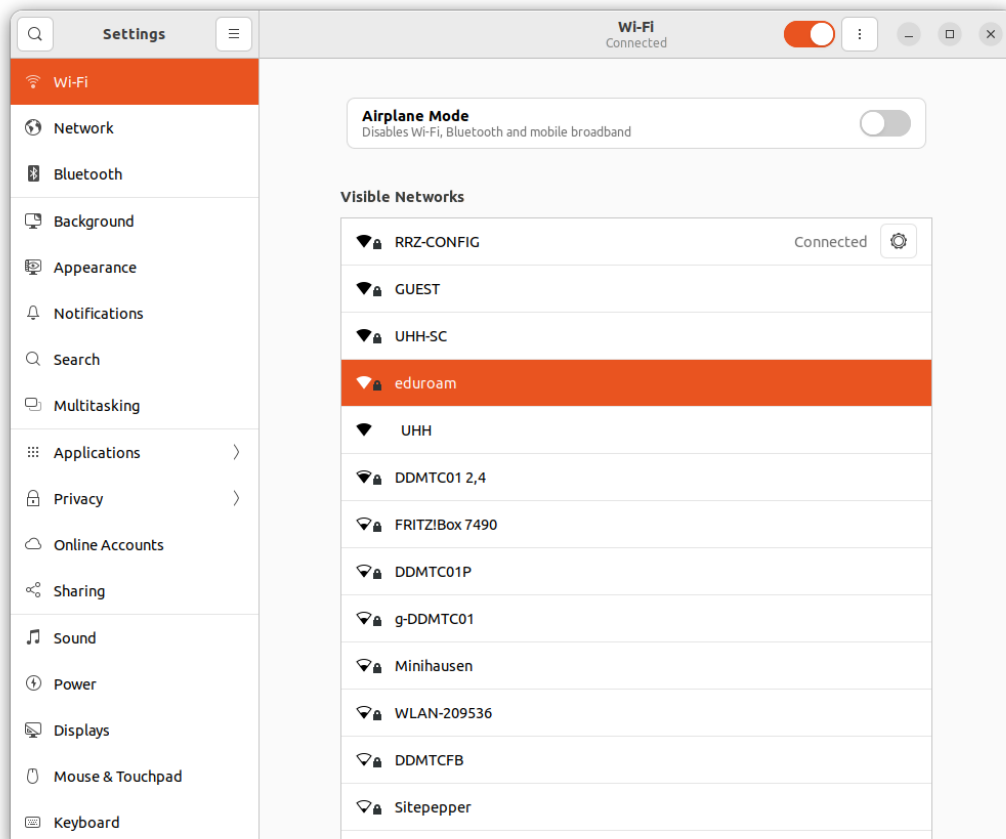 Settings
Wi-Fi
Connected
Wi-Fi
Network
Bluetooth
Background
Appearance
Notifications
Search
Multitasking
Applications
Privacy
Online Accounts
Sharing
Sound
Power
Displays
Mouse & Touchpad
Keyboard
Airplane Mode
Disables Wi-Fi, Bluetooth and mobile broadband
Visible Networks
RRZ-CONFIG Connected
GUEST
UHH-SC
eduroam
UHH
DDMTC01 2,4
FRITZ!Box 7490
DDMTC01P
g-DDMTC01
Minihausen
WLAN-209536
DDMTCFB
Sitepepper